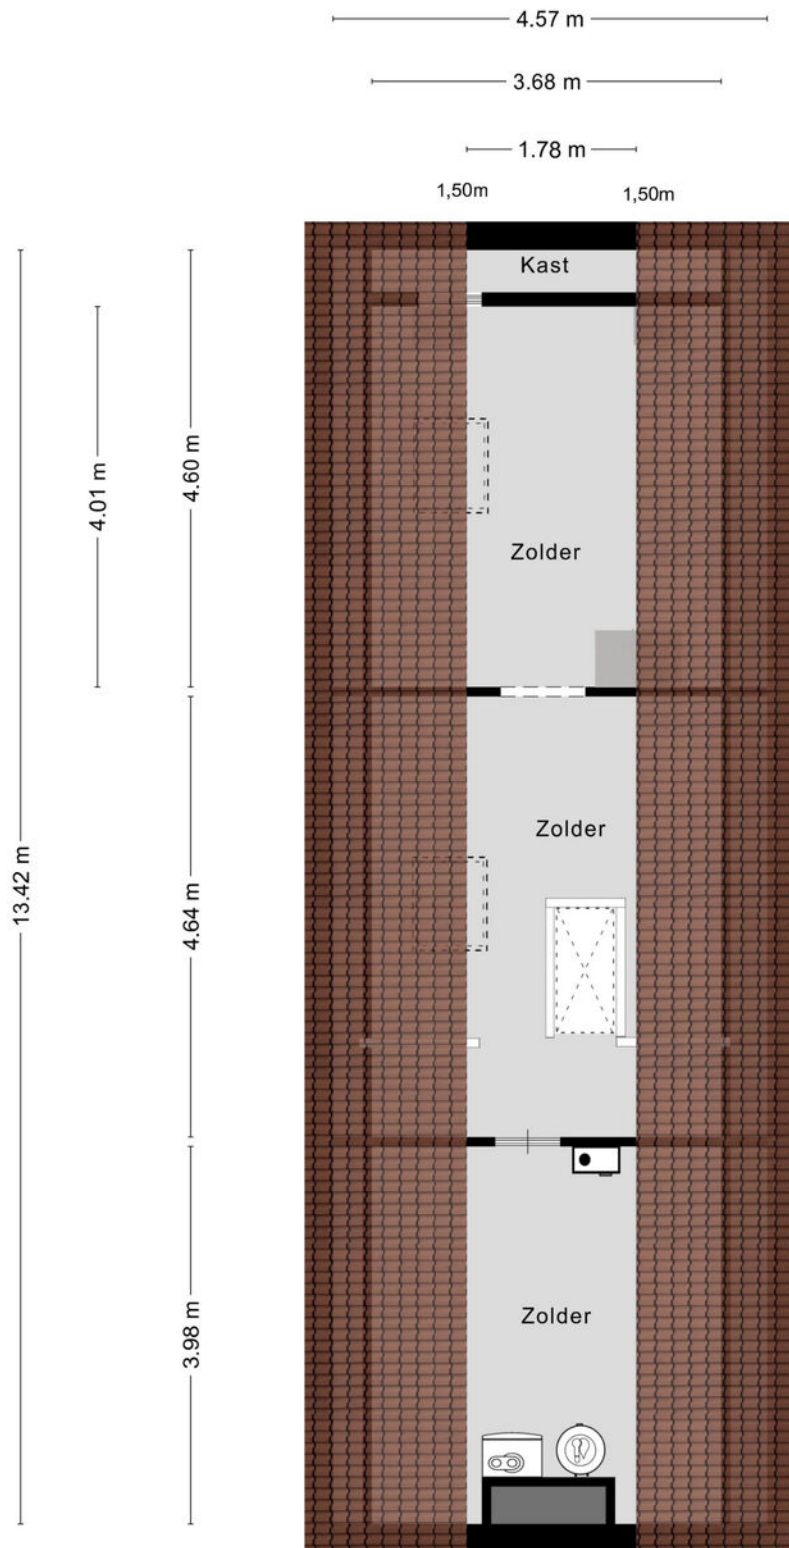 4.57 m
3.68 m
1.78 m
1,50m
1,50m
Kast
4.60 m
4.01 m
Zolder
Zolder
13.42 m
4.64 m
Zolder
3.98 m